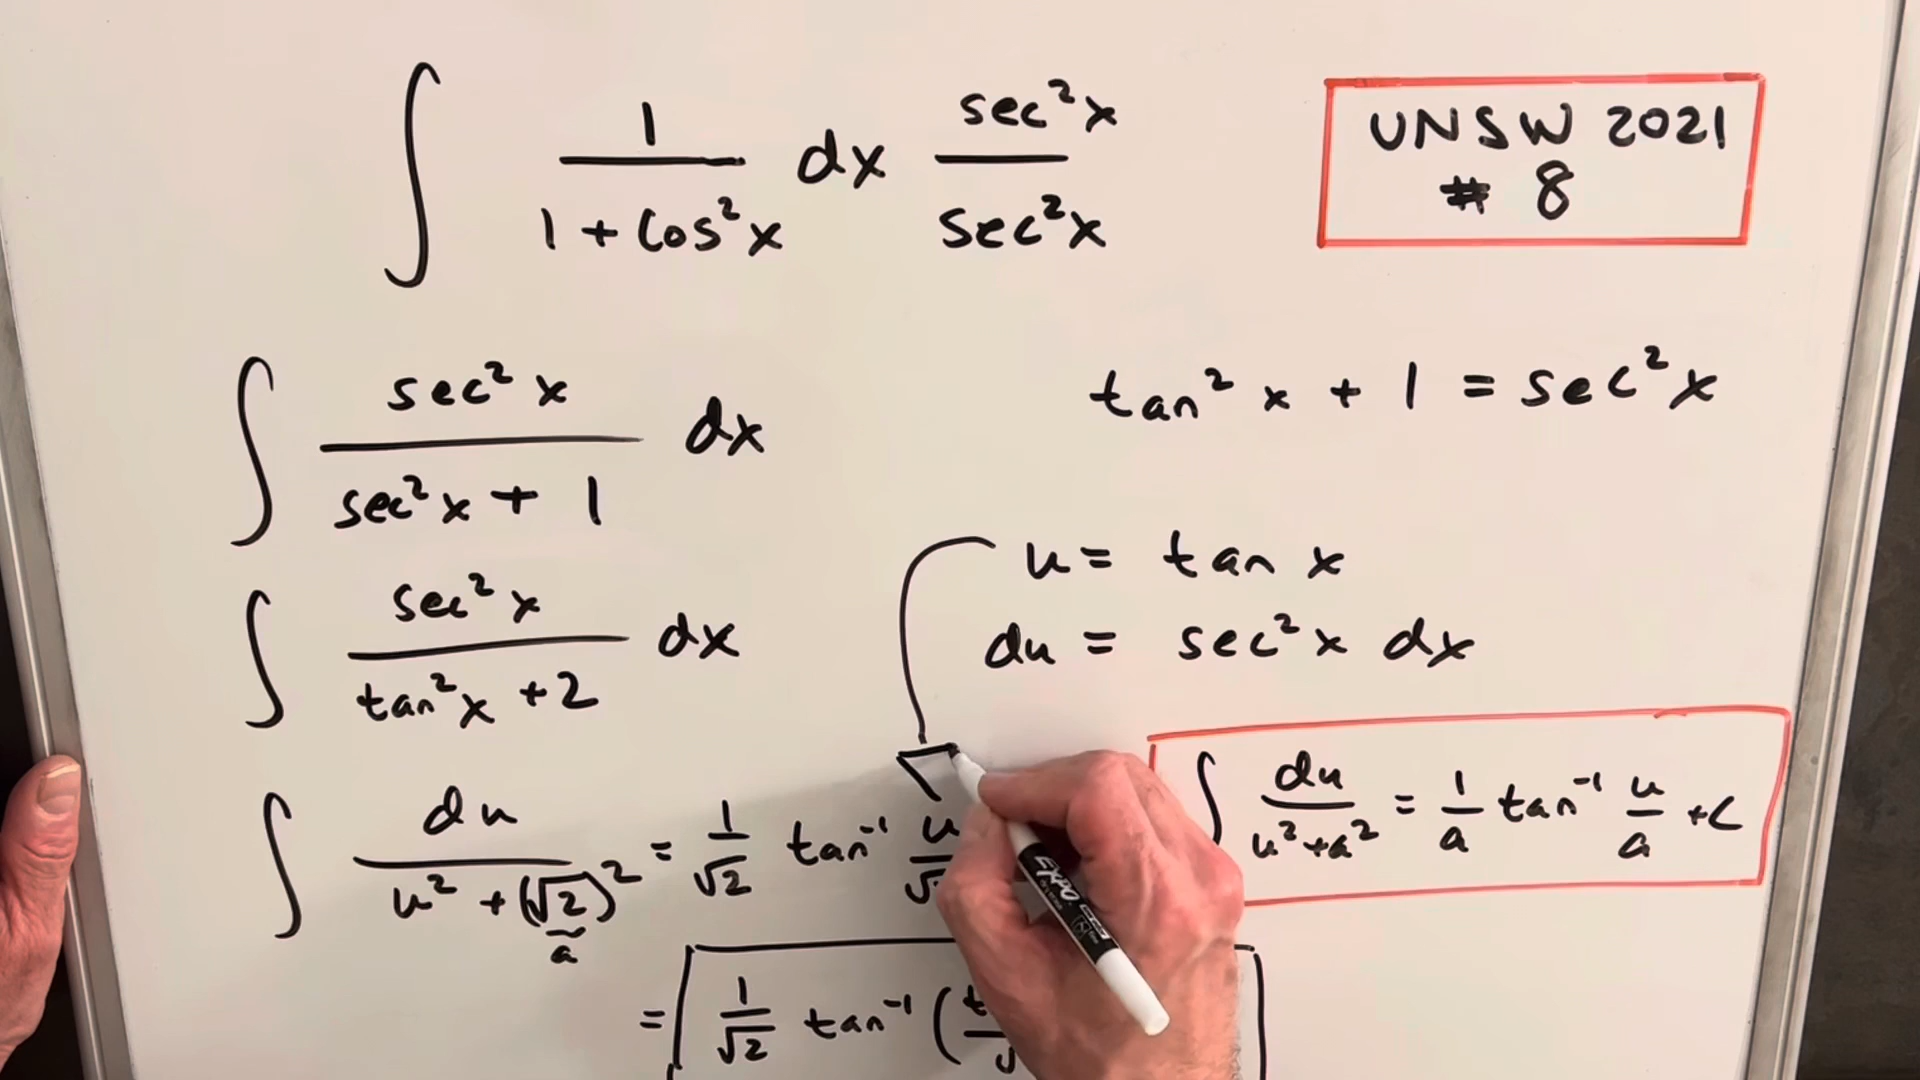 ∫ 1/(1 + cos²x) dx sec²x/sec²x
UNSW 2021
# 8
∫ sec²x/(sec²x + 1) dx
tan²x + 1 = sec²x
∫ sec²x/(tan²x + 2) dx
u = tan x
du = sec²x dx
∫ du/(u² + (√2)²) = 1/√2 tan⁻¹ u/√
a
∫ du/(u²+a²) = 1/a tan⁻¹ u/a + C
= 1/√2 tan⁻¹ (
EXPO